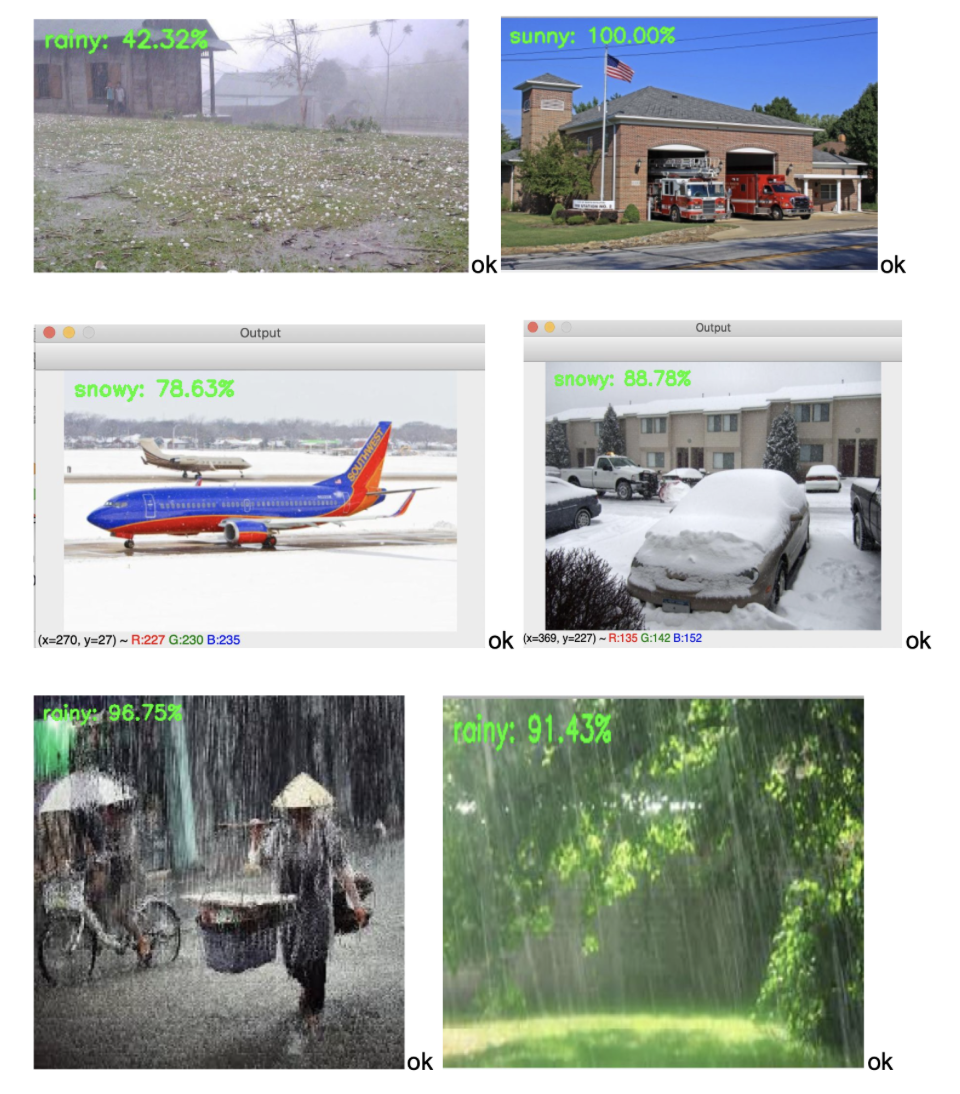 rainy: 42.32%
sunny: 100.00%
ok
ok
Output
Output
snowy: 78.63%
snowy: 88.78%
SOUTHWEST
(x=270, y=27) ~ R:227 G:230 B:235
ok
(x=369, y=227) ~ R:135 G:142 B:152
ok
rainy: 96.75%
rainy: 91.43%
ok
ok